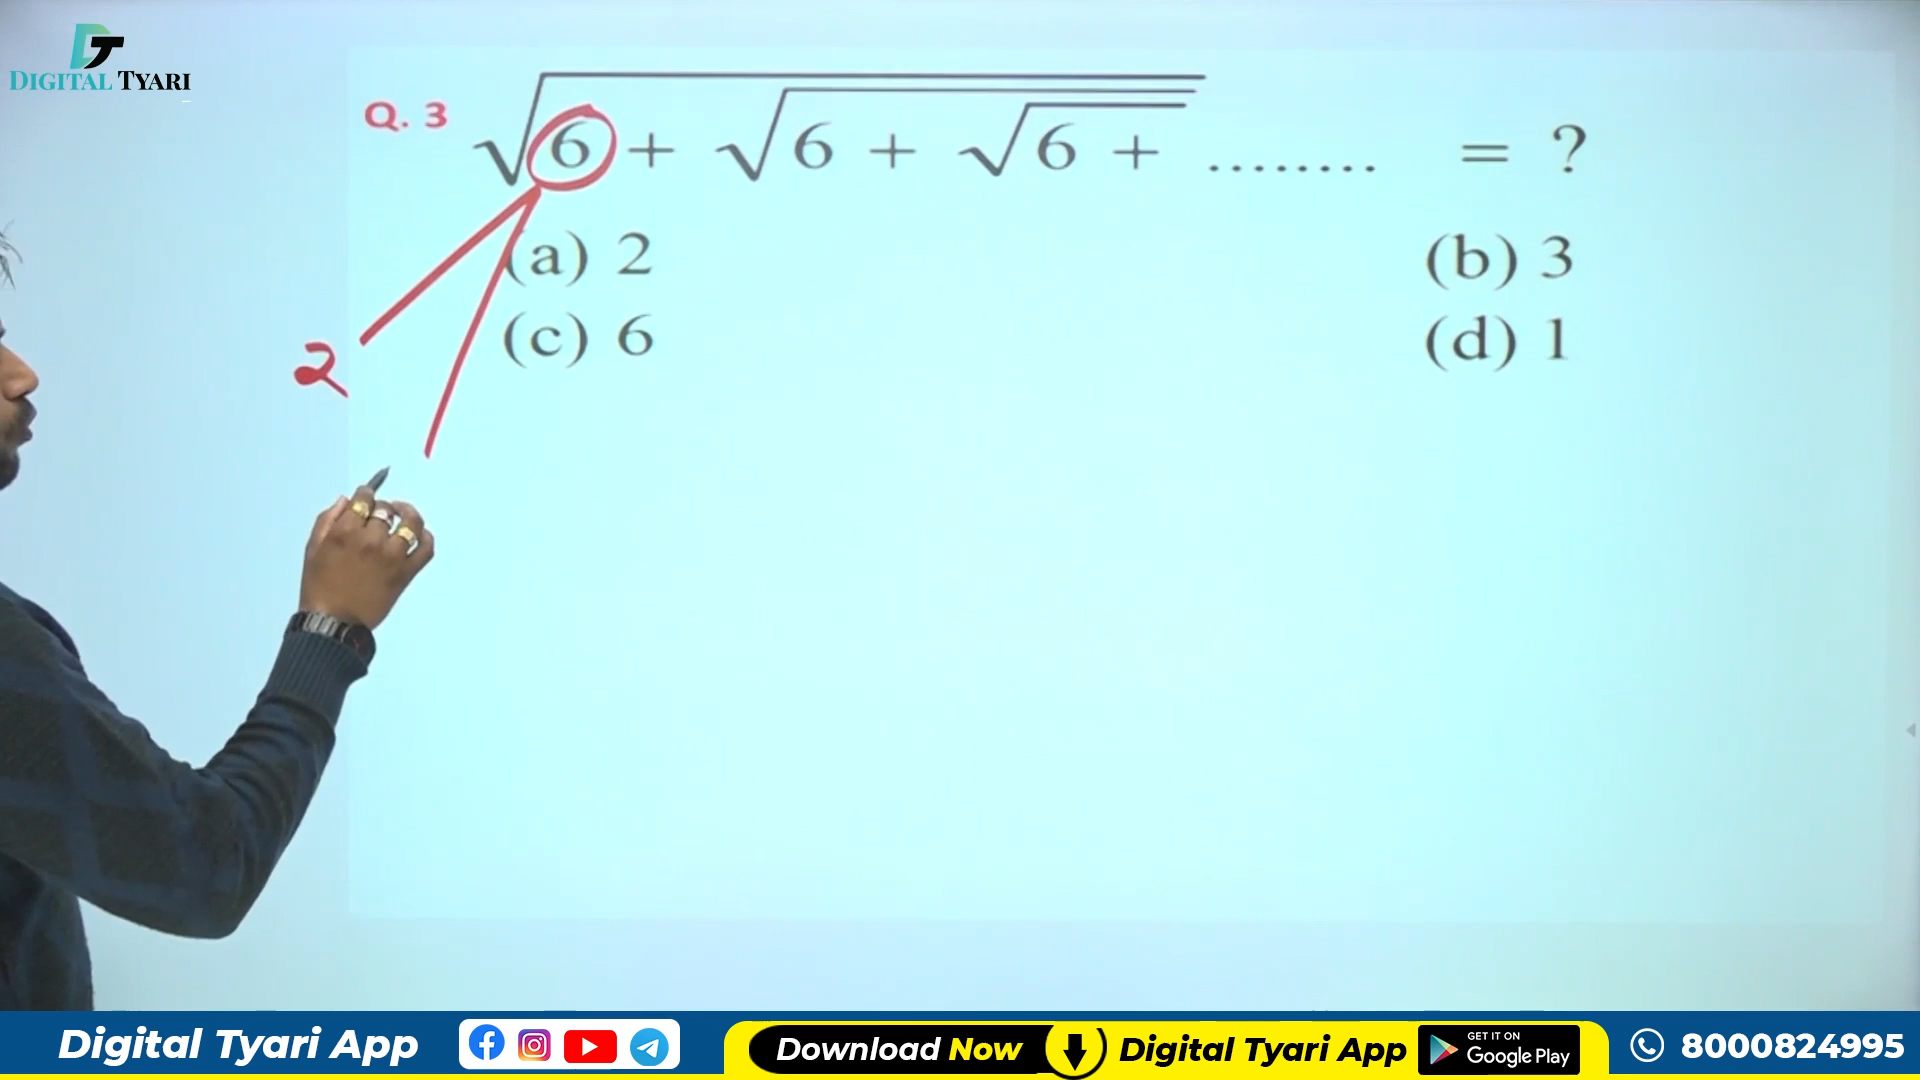 DT
DIGITAL TYARI
Q. 3 √6 + √6 + √6 + ........ = ?
(a) 2 (b) 3
(c) 6 (d) 1
2
Digital Tyari App Download Now Digital Tyari App GET IT ON Google Play 8000824995